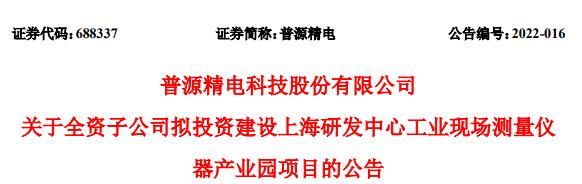 证券代码：688337 证券简称：普源精电 公告编号：2022-016
普源精电科技股份有限公司
关于全资子公司拟投资建设上海研发中心工业现场测量仪
器产业园项目的公告